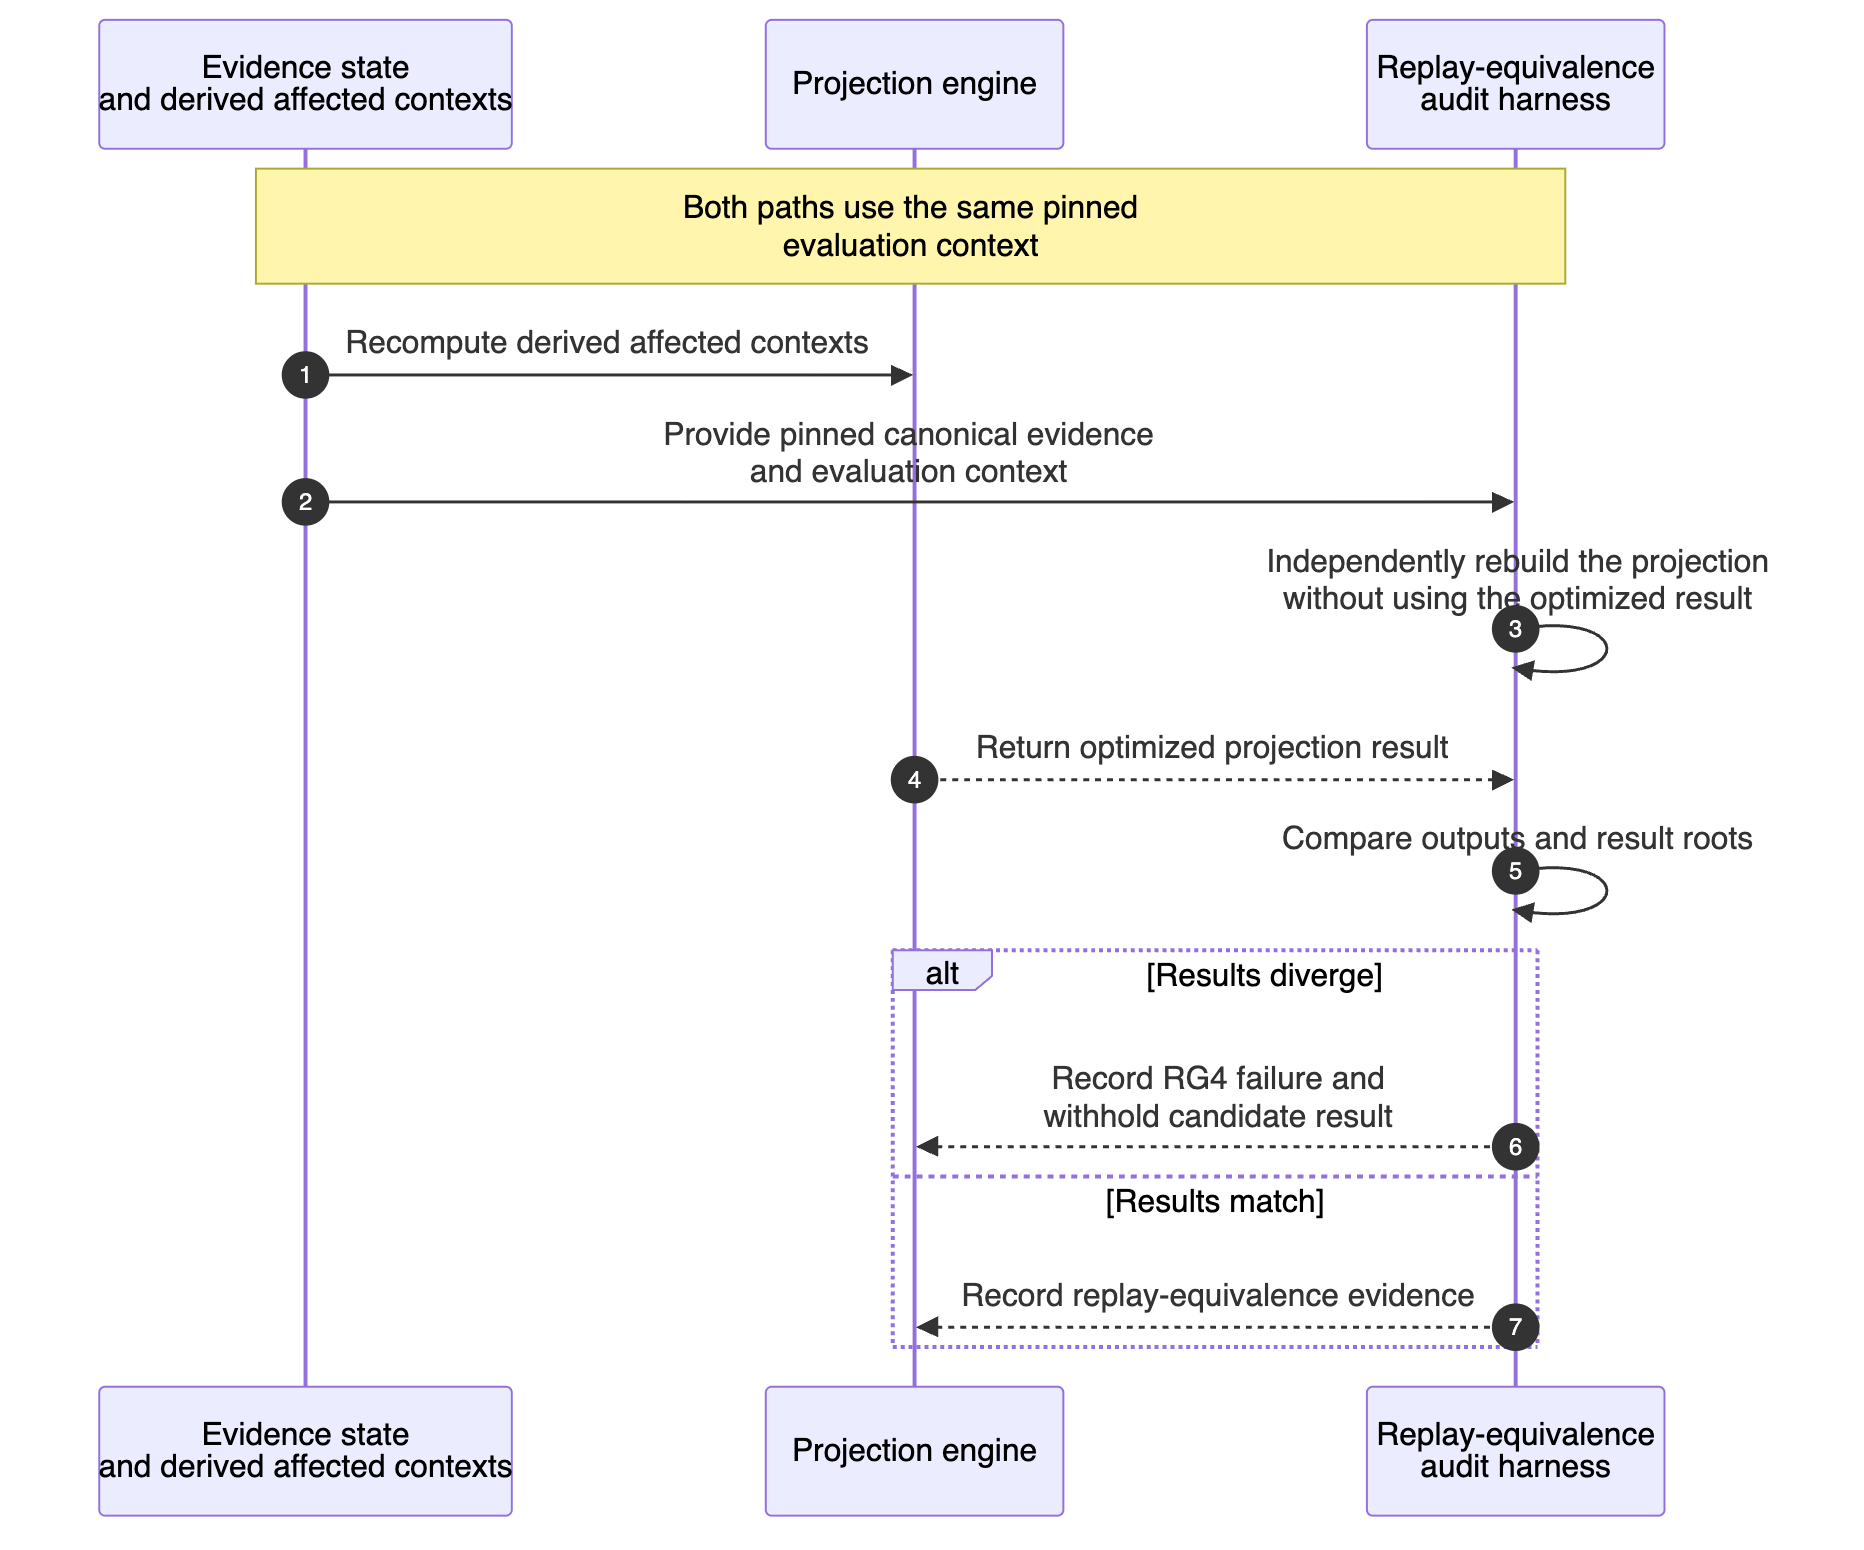 Evidence state
and derived affected contexts
Projection engine
Replay-equivalence
audit harness
Both paths use the same pinned
evaluation context
Recompute derived affected contexts
1
Provide pinned canonical evidence
and evaluation context
2
Independently rebuild the projection
without using the optimized result
3
Return optimized projection result
4
Compare outputs and result roots
5
alt
[Results diverge]
Record RG4 failure and
withhold candidate result
6
[Results match]
Record replay-equivalence evidence
7
Evidence state
and derived affected contexts
Projection engine
Replay-equivalence
audit harness